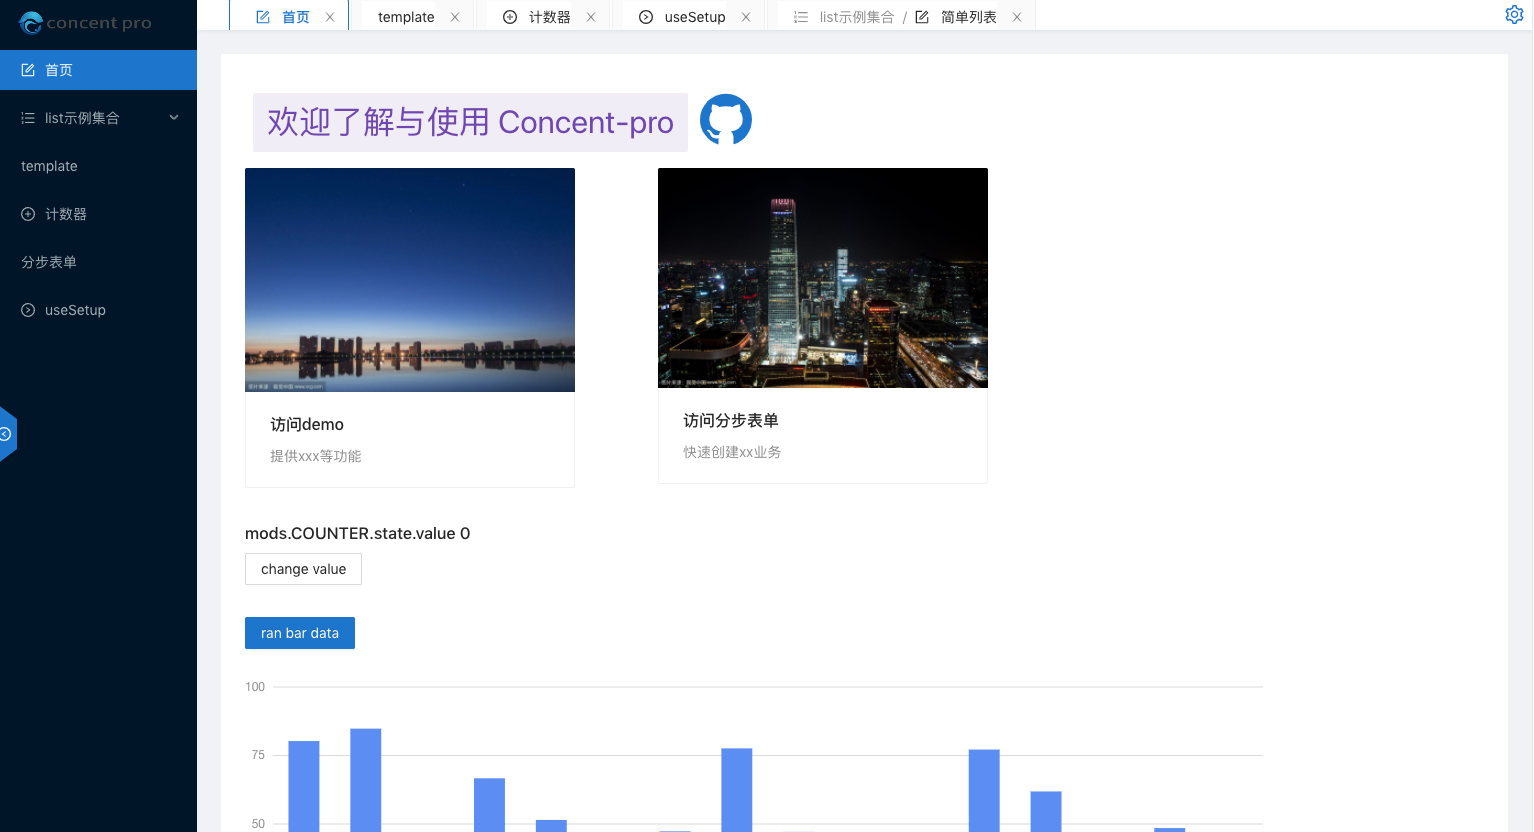 concent pro
首页
list示例集合
template
计数器
分步表单
useSetup
首页
template
计数器
useSetup
list示例集合 / 简单列表
欢迎了解与使用 Concent-pro
访问demo
提供xxx等功能
访问分步表单
快速创建xx业务
mods.COUNTER.state.value 0
change value
ran bar data
100
75
50